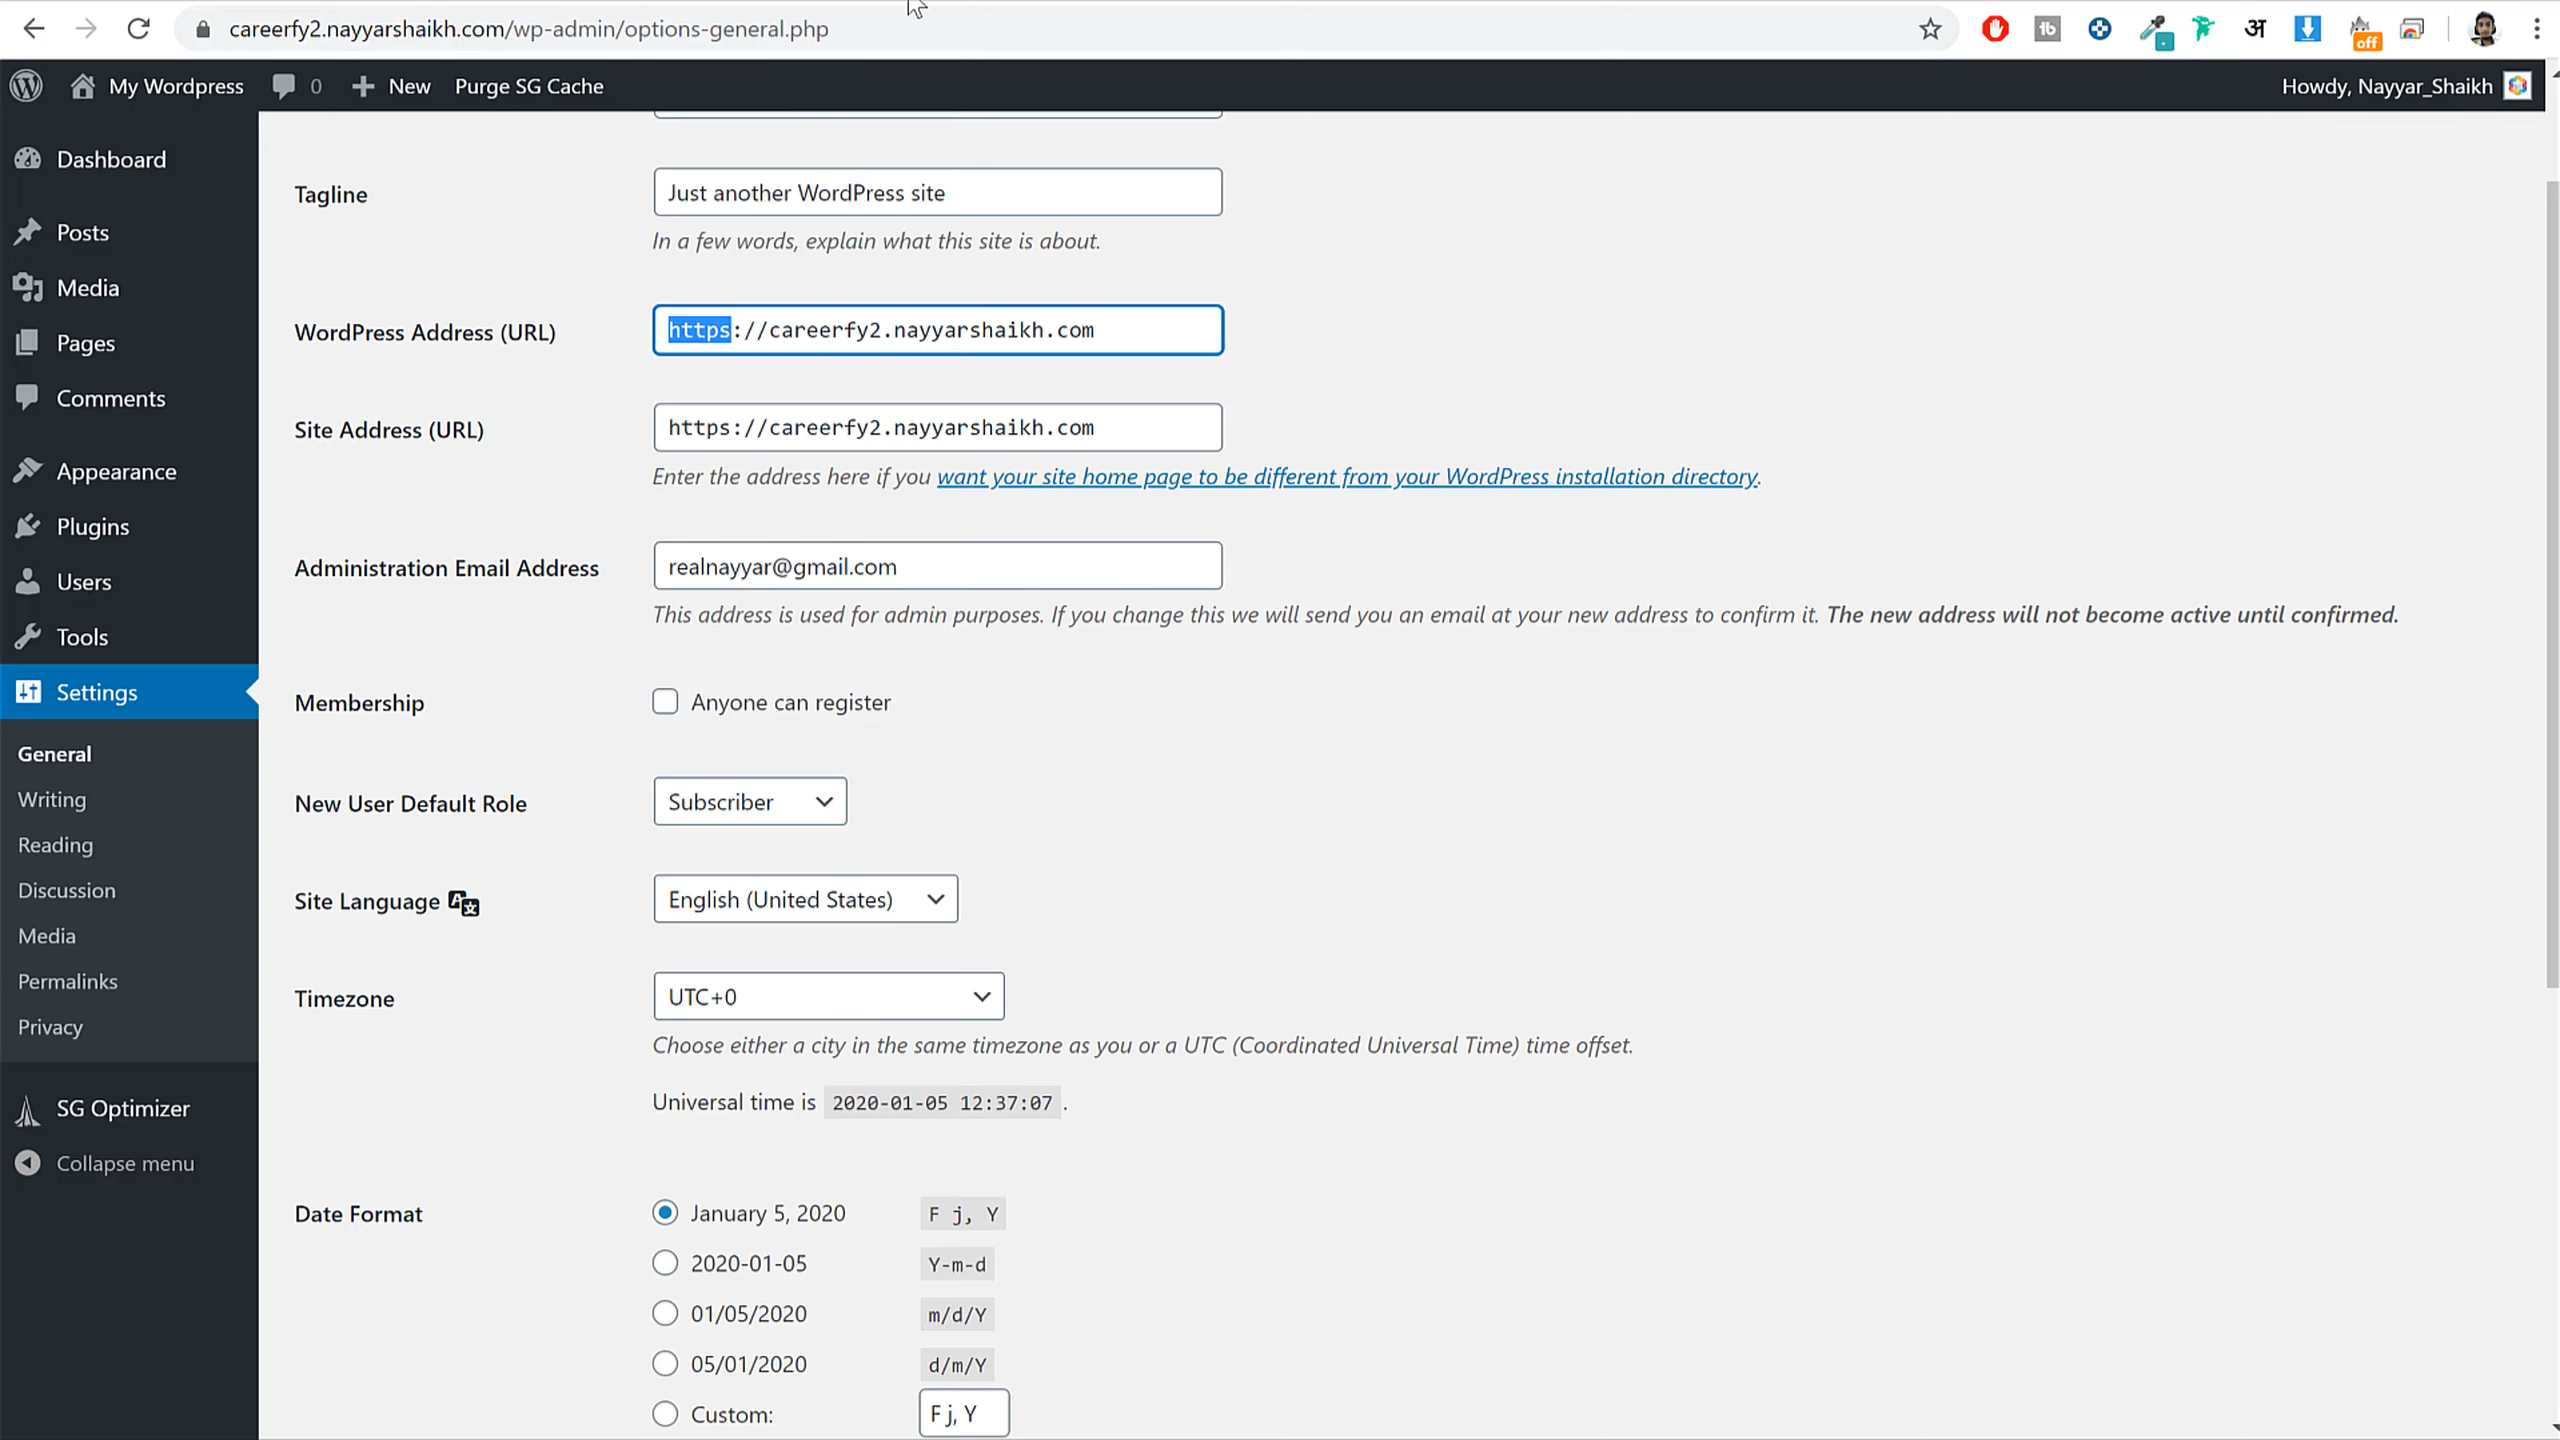 careerfy2.nayyarshaikh.com/wp-admin/options-general.php
tb
अ
off
My Wordpress 0 New Purge SG Cache
Howdy, Nayyar_Shaikh
Dashboard
Posts
Media
Pages
Comments
Appearance
Plugins
Users
Tools
Settings
General
Writing
Reading
Discussion
Media
Permalinks
Privacy
SG Optimizer
Collapse menu
Tagline
Just another WordPress site
In a few words, explain what this site is about.
WordPress Address (URL)
https://careerfy2.nayyarshaikh.com
Site Address (URL)
https://careerfy2.nayyarshaikh.com
Enter the address here if you want your site home page to be different from your WordPress installation directory.
Administration Email Address
realnayyar@gmail.com
This address is used for admin purposes. If you change this we will send you an email at your new address to confirm it. The new address will not become active until confirmed.
Membership
Anyone can register
New User Default Role
Subscriber
Site Language
English (United States)
Timezone
UTC+0
Choose either a city in the same timezone as you or a UTC (Coordinated Universal Time) time offset.
Universal time is 2020-01-05 12:37:07 .
Date Format
January 5, 2020 F j, Y
2020-01-05 Y-m-d
01/05/2020 m/d/Y
05/01/2020 d/m/Y
Custom: F j, Y